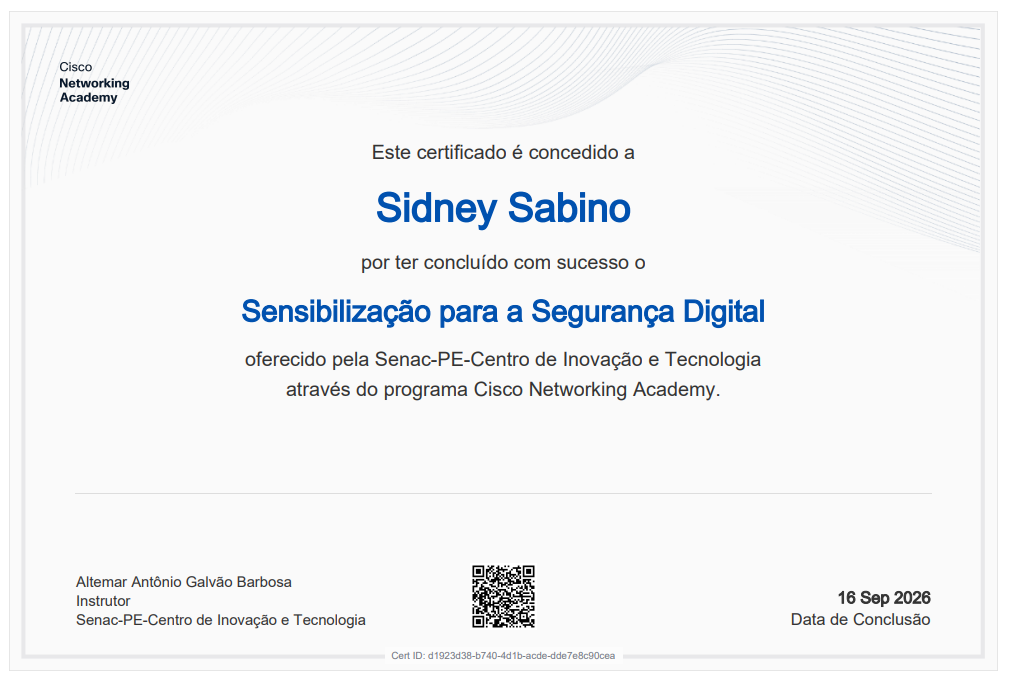 Cisco
Networking
Academy
Este certificado é concedido a
Sidney Sabino
por ter concluído com sucesso o
Sensibilização para a Segurança Digital
oferecido pela Senac-PE-Centro de Inovação e Tecnologia
através do programa Cisco Networking Academy.
Altemar Antônio Galvão Barbosa
Instrutor
Senac-PE-Centro de Inovação e Tecnologia
16 Sep 2026
Data de Conclusão
Cert ID: d1923d38-b740-4d1b-acde-dde7e8c90cea